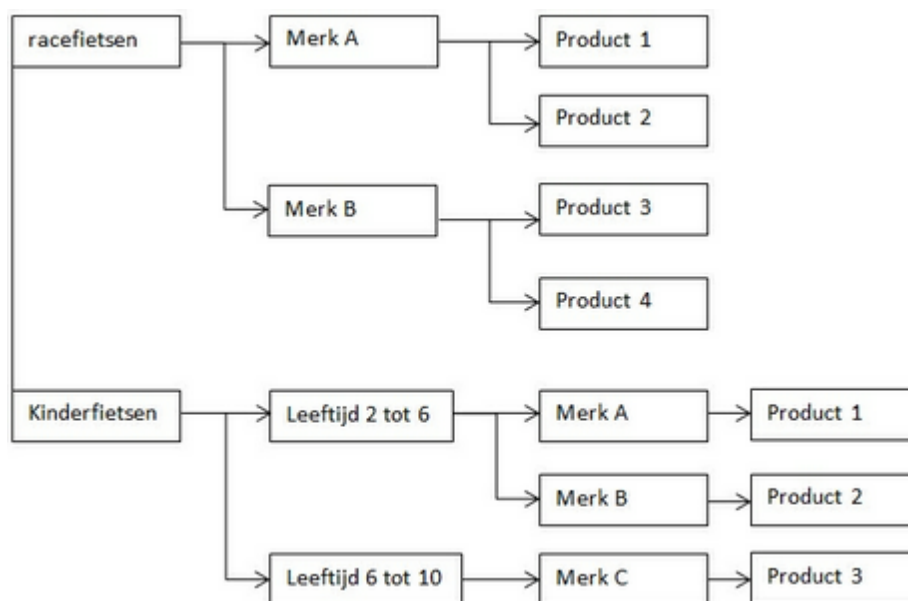 racefietsen
Merk A
Product 1
Product 2
Merk B
Product 3
Product 4
Kinderfietsen
Leeftijd 2 tot 6
Merk A
Product 1
Merk B
Product 2
Leeftijd 6 tot 10
Merk C
Product 3